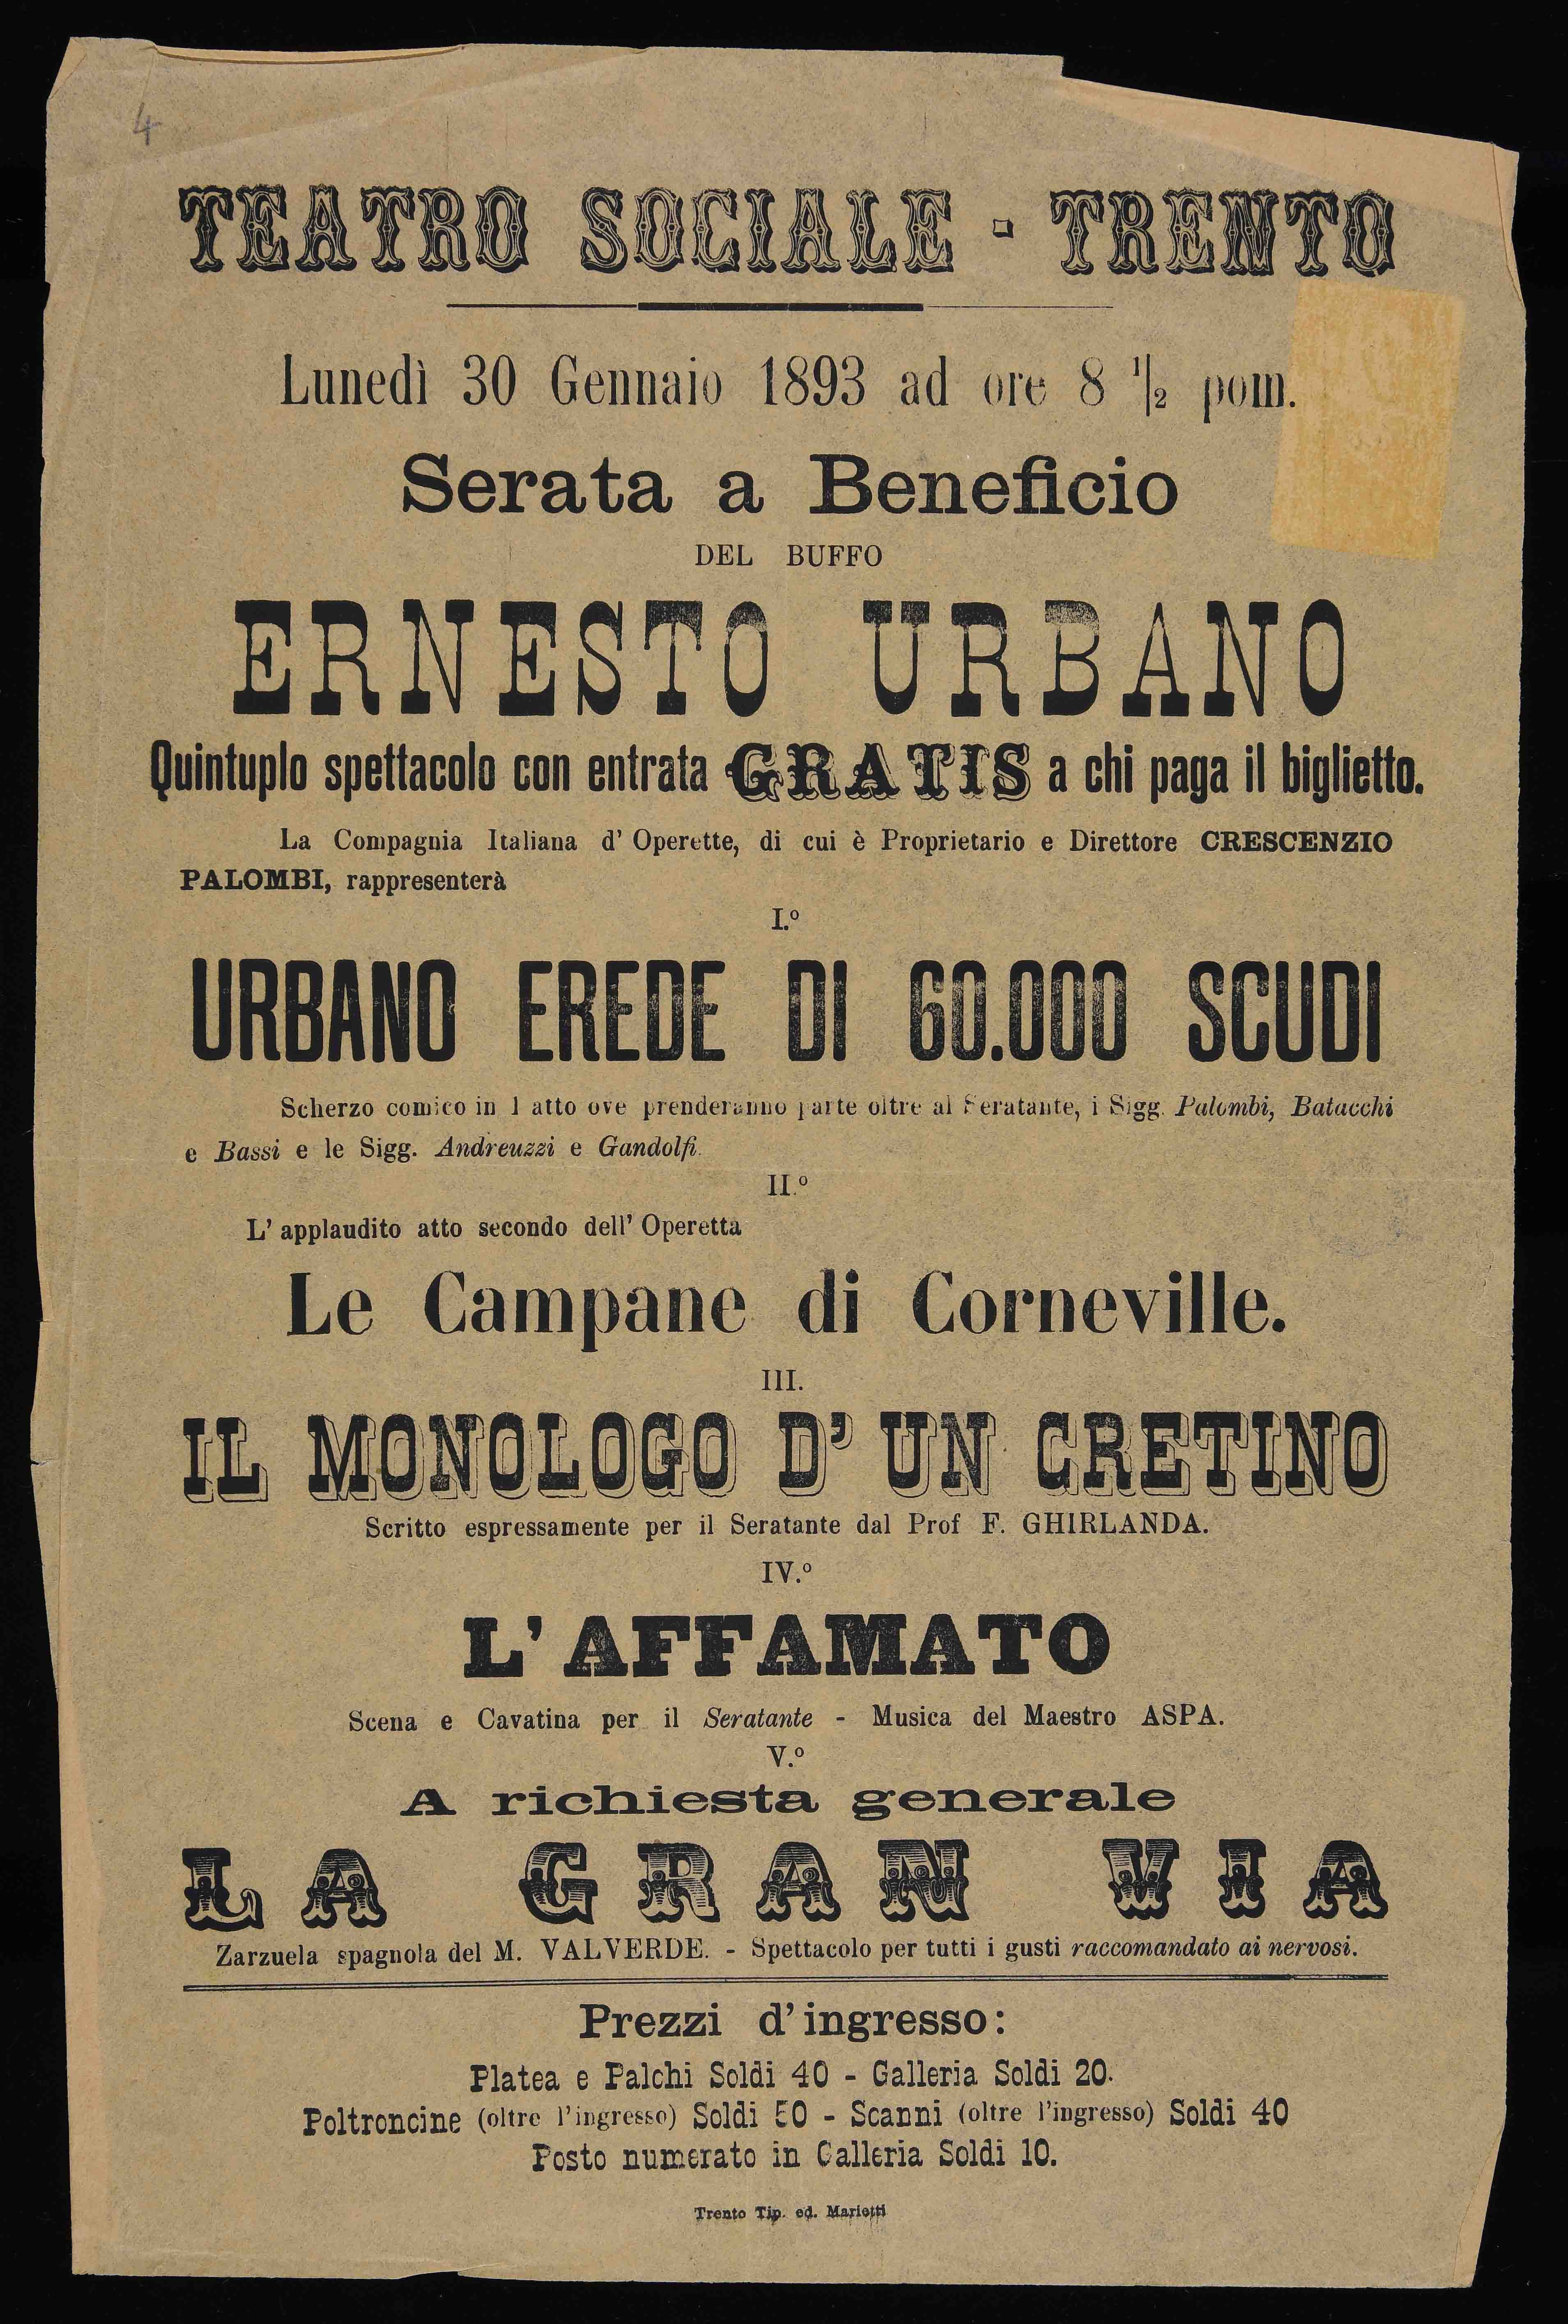 4
TEATRO SOCIALE - TRENTO
Lunedì 30 Gennaio 1893 ad ore 8 1/2 pom.
Serata a Beneficio
DEL BUFFO
ERNESTO URBANO
Quintuplo spettacolo con entrata GRATIS a chi paga il biglietto.
La Compagnia Italiana d' Operette, di cui è Proprietario e Direttore CRESCENZIO
PALOMBI, rappresenterà
I.º
URBANO EREDE DI 60.000 SCUDI
Scherzo comico in 1 atto ove prenderanno parte oltre al Seratante, i Sigg. Palombi, Batacchi
e Bassi e le Sigg. Andreuzzi e Gandolfi.
II.º
L' applaudito atto secondo dell' Operetta
Le Campane di Corneville.
III.
IL MONOLOGO D' UN CRETINO
Scritto espressamente per il Seratante dal Prof F. GHIRLANDA.
IV.º
L' AFFAMATO
Scena e Cavatina per il Seratante - Musica del Maestro ASPA.
V.º
A richiesta generale
LA GRAN VIA
Zarzuela spagnola del M. VALVERDE. - Spettacolo per tutti i gusti raccomandato ai nervosi.
Prezzi d' ingresso:
Platea e Palchi Soldi 40 - Galleria Soldi 20.
Poltroncine (oltre l'ingresso) Soldi 50 - Scanni (oltre l'ingresso) Soldi 40
Posto numerato in Galleria Soldi 10.
Trento Tip. ed. Marietti